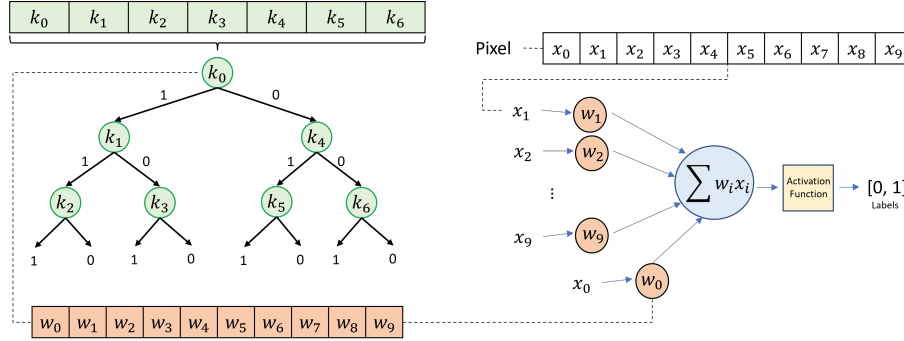 k0 k1 k2 k3 k4 k5 k6
Pixel x0 x1 x2 x3 x4 x5 x6 x7 x8 x9
k0
1 0
k1 k4
1 0 1 0
k2 k3 k5 k6
1 0 1 0 1 0 1 0
w0 w1 w2 w3 w4 w5 w6 w7 w8 w9
x1 w1
x2 w2
⋮
x9 w9
x0 w0
∑ wixi
Activation
Function
[0, 1]
Labels